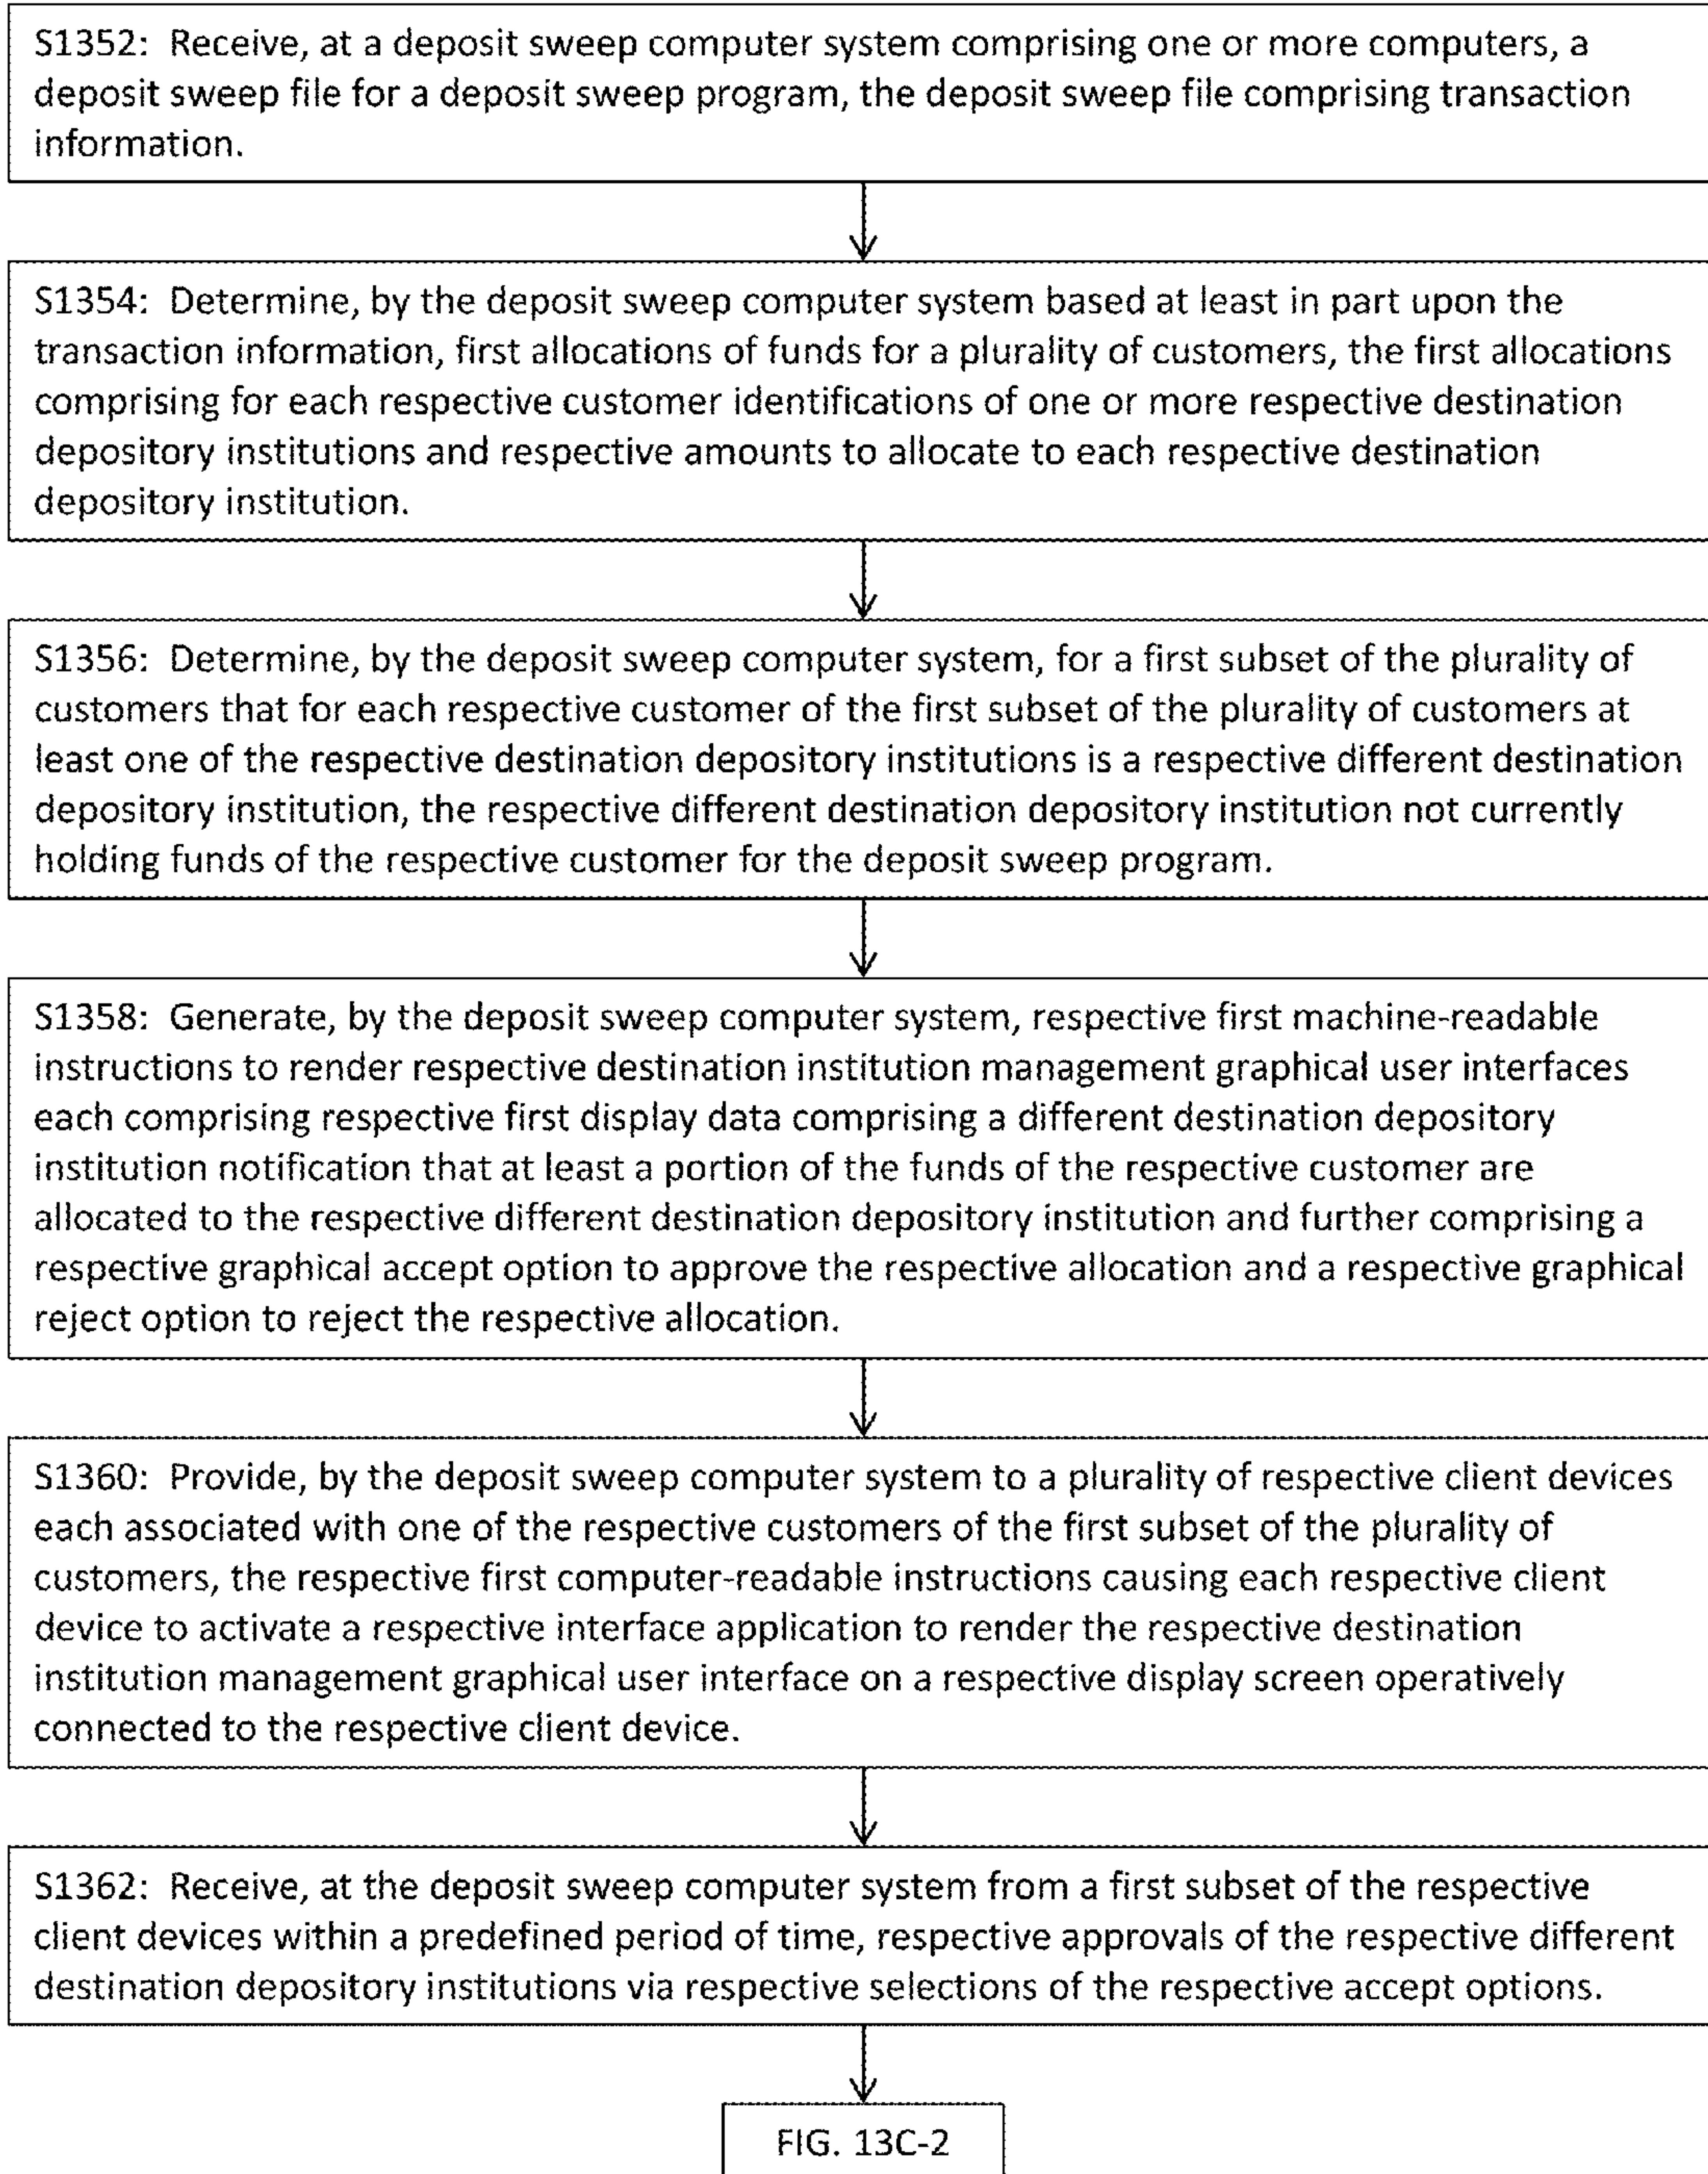 S1352: Receive, at a deposit sweep computer system comprising one or more computers, a
deposit sweep file for a deposit sweep program, the deposit sweep file comprising transaction
information.
S1354: Determine, by the deposit sweep computer system based at least in part upon the
transaction information, first allocations of funds for a plurality of customers, the first allocations
comprising for each respective customer identifications of one or more respective destination
depository institutions and respective amounts to allocate to each respective destination
depository institution.
S1356: Determine, by the deposit sweep computer system, for a first subset of the plurality of
customers that for each respective customer of the first subset of the plurality of customers at
least one of the respective destination depository institutions is a respective different destination
depository institution, the respective different destination depository institution not currently
holding funds of the respective customer for the deposit sweep program.
S1358: Generate, by the deposit sweep computer system, respective first machine-readable
instructions to render respective destination institution management graphical user interfaces
each comprising respective first display data comprising a different destination depository
institution notification that at least a portion of the funds of the respective customer are
allocated to the respective different destination depository institution and further comprising a
respective graphical accept option to approve the respective allocation and a respective graphical
reject option to reject the respective allocation.
S1360: Provide, by the deposit sweep computer system to a plurality of respective client devices
each associated with one of the respective customers of the first subset of the plurality of
customers, the respective first computer-readable instructions causing each respective client
device to activate a respective interface application to render the respective destination
institution management graphical user interface on a respective display screen operatively
connected to the respective client device.
S1362: Receive, at the deposit sweep computer system from a first subset of the respective
client devices within a predefined period of time, respective approvals of the respective different
destination depository institutions via respective selections of the respective accept options.
FIG. 13C-2